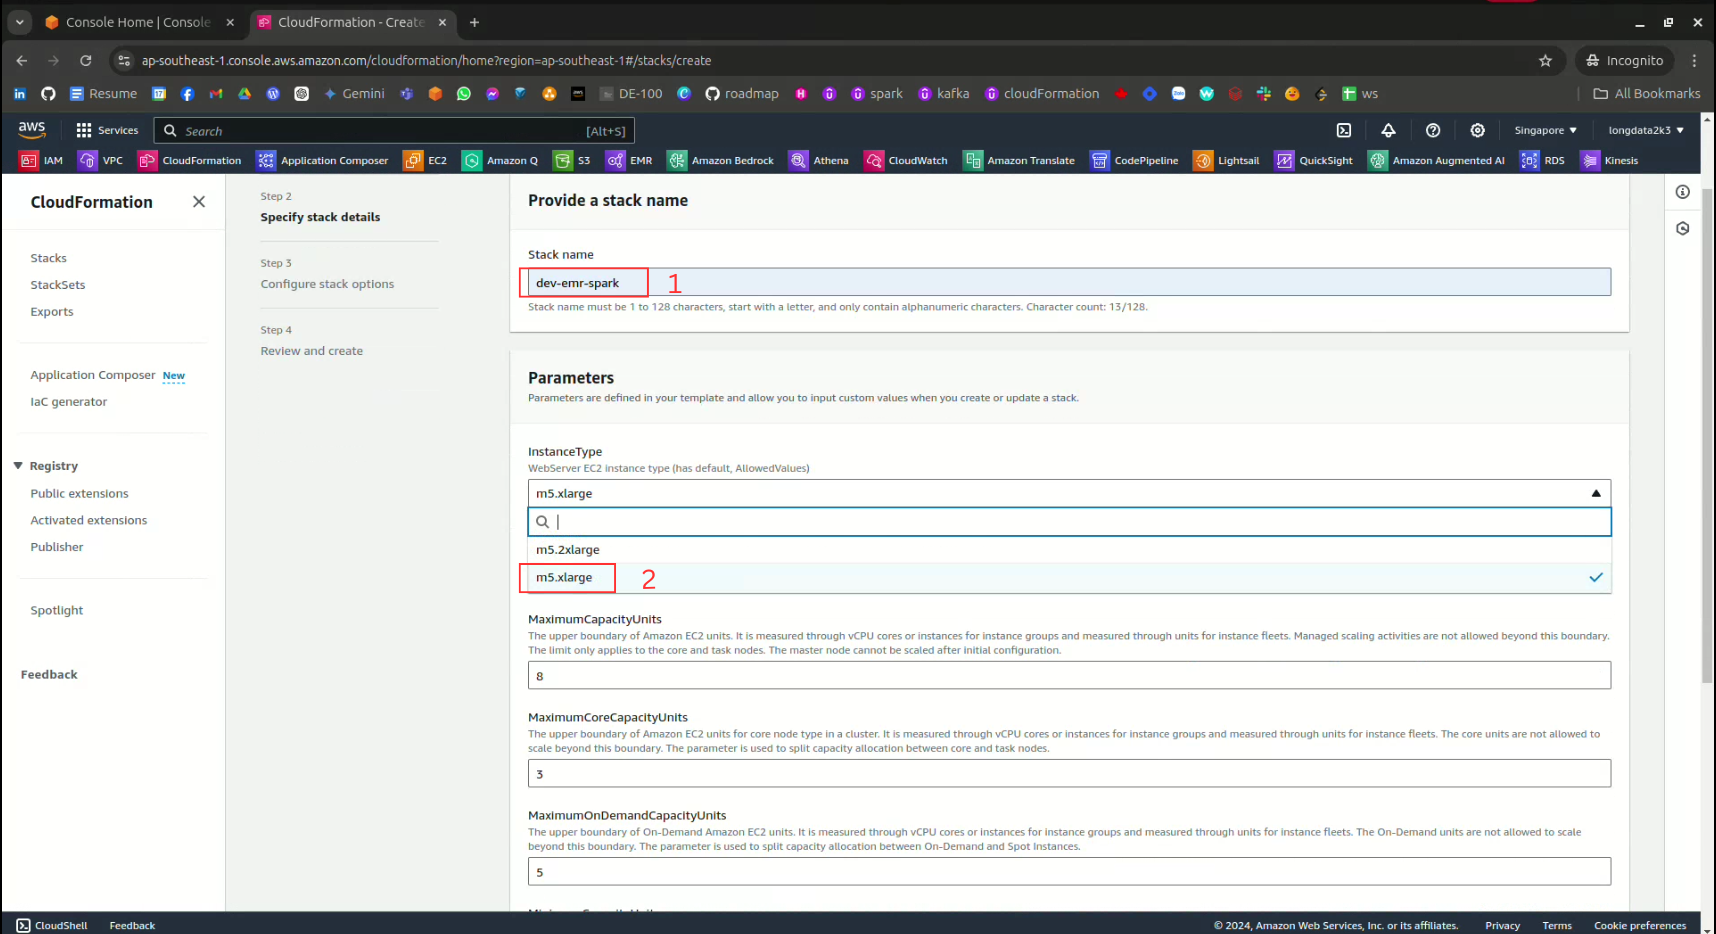 Console Home | Console
CloudFormation - Create
ap-southeast-1.console.aws.amazon.com/cloudformation/home?region=ap-southeast-1#/stacks/create
Incognito
Resume
Gemini
DE-100
roadmap
spark
kafka
cloudFormation
ws
All Bookmarks
aws
Services
Search
[Alt+S]
Singapore
longdata2k3
IAM
VPC
CloudFormation
Application Composer
EC2
Amazon Q
S3
EMR
Amazon Bedrock
Athena
CloudWatch
Amazon Translate
CodePipeline
Lightsail
QuickSight
Amazon Augmented AI
RDS
Kinesis
CloudFormation
Stacks
StackSets
Exports
Application Composer New
IaC generator
Registry
Public extensions
Activated extensions
Publisher
Spotlight
Feedback
Step 2
Specify stack details
Step 3
Configure stack options
Step 4
Review and create
Provide a stack name
Stack name
dev-emr-spark 1
Stack name must be 1 to 128 characters, start with a letter, and only contain alphanumeric characters. Character count: 13/128.
Parameters
Parameters are defined in your template and allow you to input custom values when you create or update a stack.
InstanceType
WebServer EC2 instance type (has default, AllowedValues)
m5.xlarge
m5.2xlarge
m5.xlarge 2
MaximumCapacityUnits
The upper boundary of Amazon EC2 units. It is measured through vCPU cores or instances for instance groups and measured through units for instance fleets. Managed scaling activities are not allowed beyond this boundary.
The limit only applies to the core and task nodes. The master node cannot be scaled after initial configuration.
8
MaximumCoreCapacityUnits
The upper boundary of Amazon EC2 units for core node type in a cluster. It is measured through vCPU cores or instances for instance groups and measured through units for instance fleets. The core units are not allowed to
scale beyond this boundary. The parameter is used to split capacity allocation between core and task nodes.
3
MaximumOnDemandCapacityUnits
The upper boundary of On-Demand Amazon EC2 units. It is measured through vCPU cores or instances for instance groups and measured through units for instance fleets. The On-Demand units are not allowed to scale
beyond this boundary. The parameter is used to split capacity allocation between On-Demand and Spot Instances.
5
CloudShell
Feedback
© 2024, Amazon Web Services, Inc. or its affiliates.
Privacy
Terms
Cookie preferences